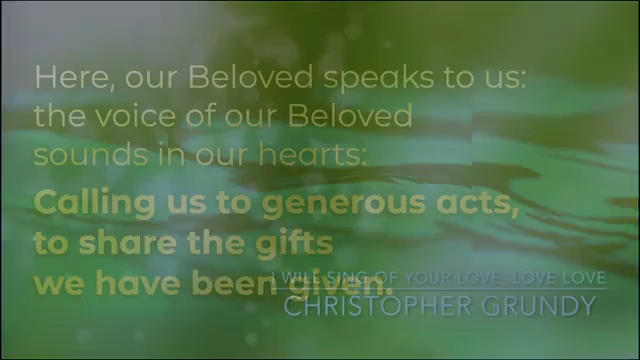 Here, our Beloved speaks to us:
the voice of our Beloved
sounds in our hearts:
Calling us to generous acts,
to share the gifts
we have been given.
I WILL SING OF YOUR LOVE, LOVE LOVE
CHRISTOPHER GRUNDY